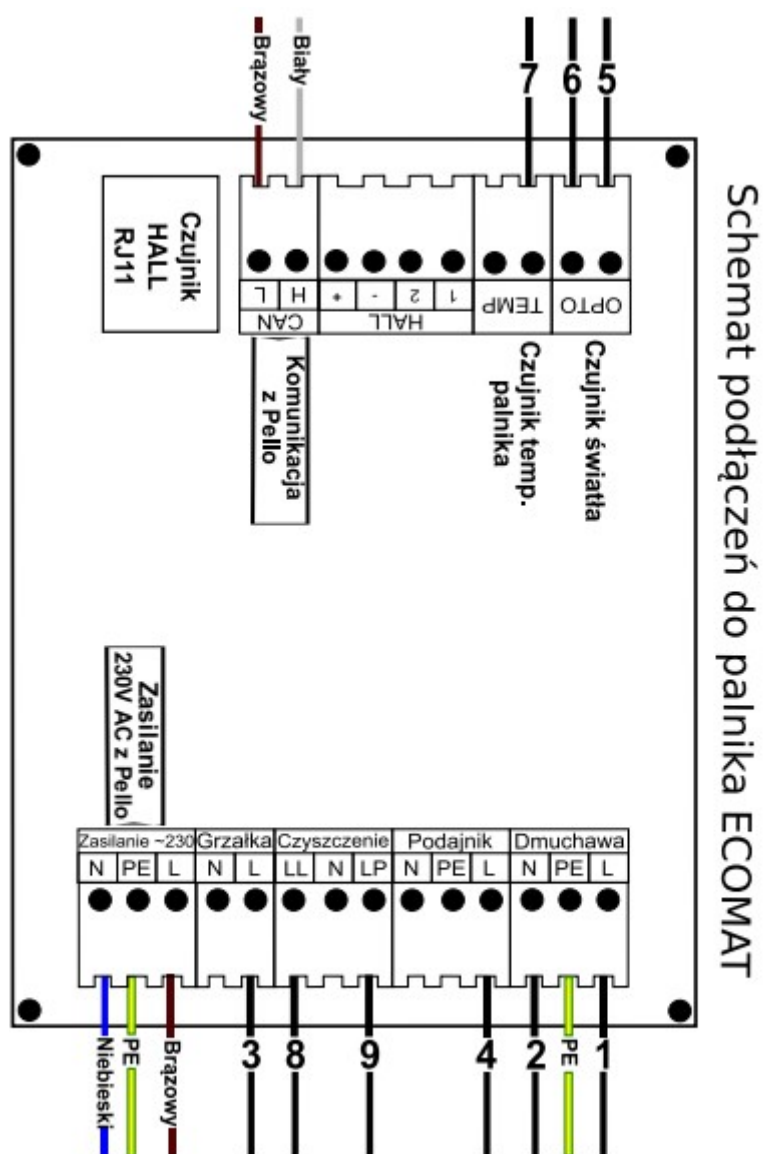 Schemat podłączeń do palnika ECOMAT
Brązowy
Biały
7
6
5
Czujnik
HALL
RJ11
L
H
+
-
2
1
CAN
HALL
TEMP
OPTO
Komunikacja
z Pello
Czujnik temp.
palnika
Czujnik światła
Zasilanie
230V AC z Pello
Zasilanie ~230
Grzałka
Czyszczenie
Podajnik
Dmuchawa
N PE L
N L
LL N LP
N PE L
N PE L
Niebieski
PE
Brązowy
3
8
9
4
2
PE
1